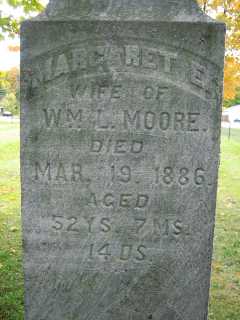 MARGARET E.
WIFE OF
WM. L. MOORE.
DIED
MAR. 19, 1886.
AGED
52 YS. 7 MS.
14 DS.